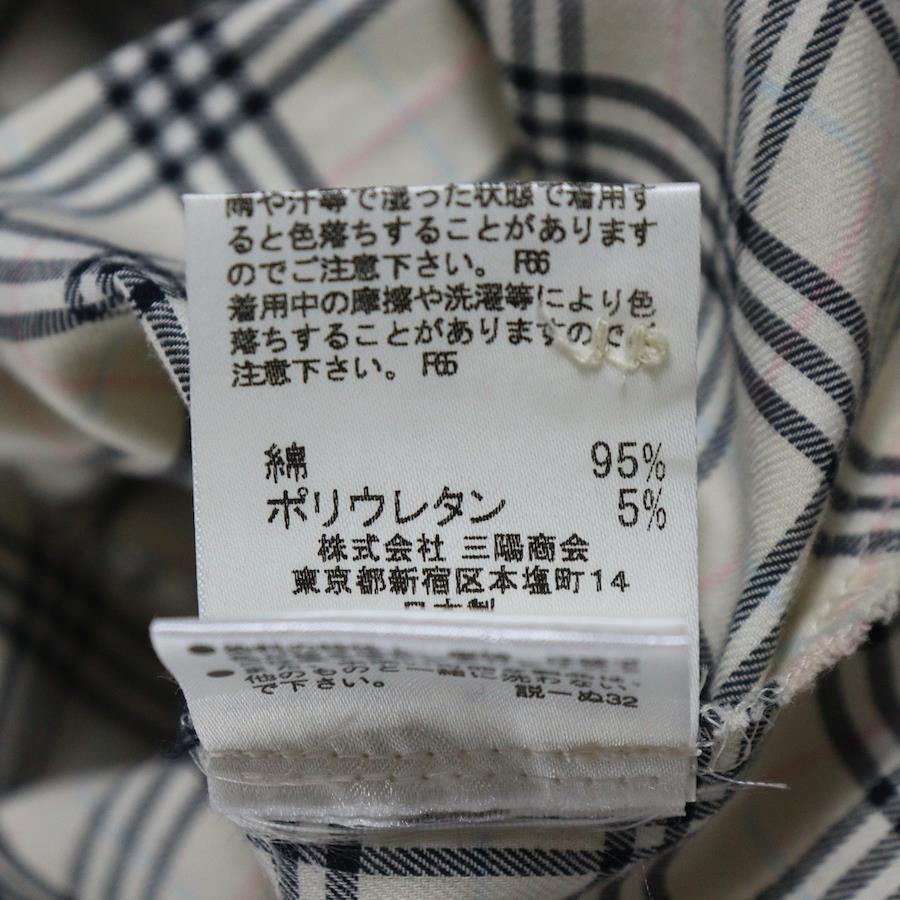 雨や汗等で湿った状態で着用す
ると色落ちすることがあります
のでご注意下さい。 F66
着用中の摩擦や洗濯等により色
落ちすることがありますので
注意下さい。 F65
綿 95%
ポリウレタン 5%
株式会社 三陽商会
東京都新宿区本塩町14
日本製
他のものと一緒に洗わない
で下さい。 説ーぬ32